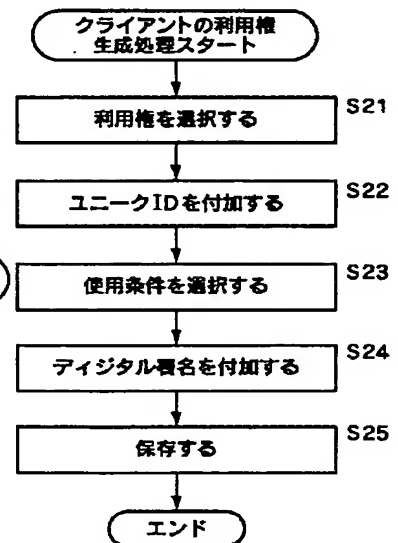 クライアントの利用権
生成処理スタート
利用権を選択する
S21
ユニークIDを付加する
S22
使用条件を選択する
S23
ディジタル署名を付加する
S24
保存する
S25
エンド